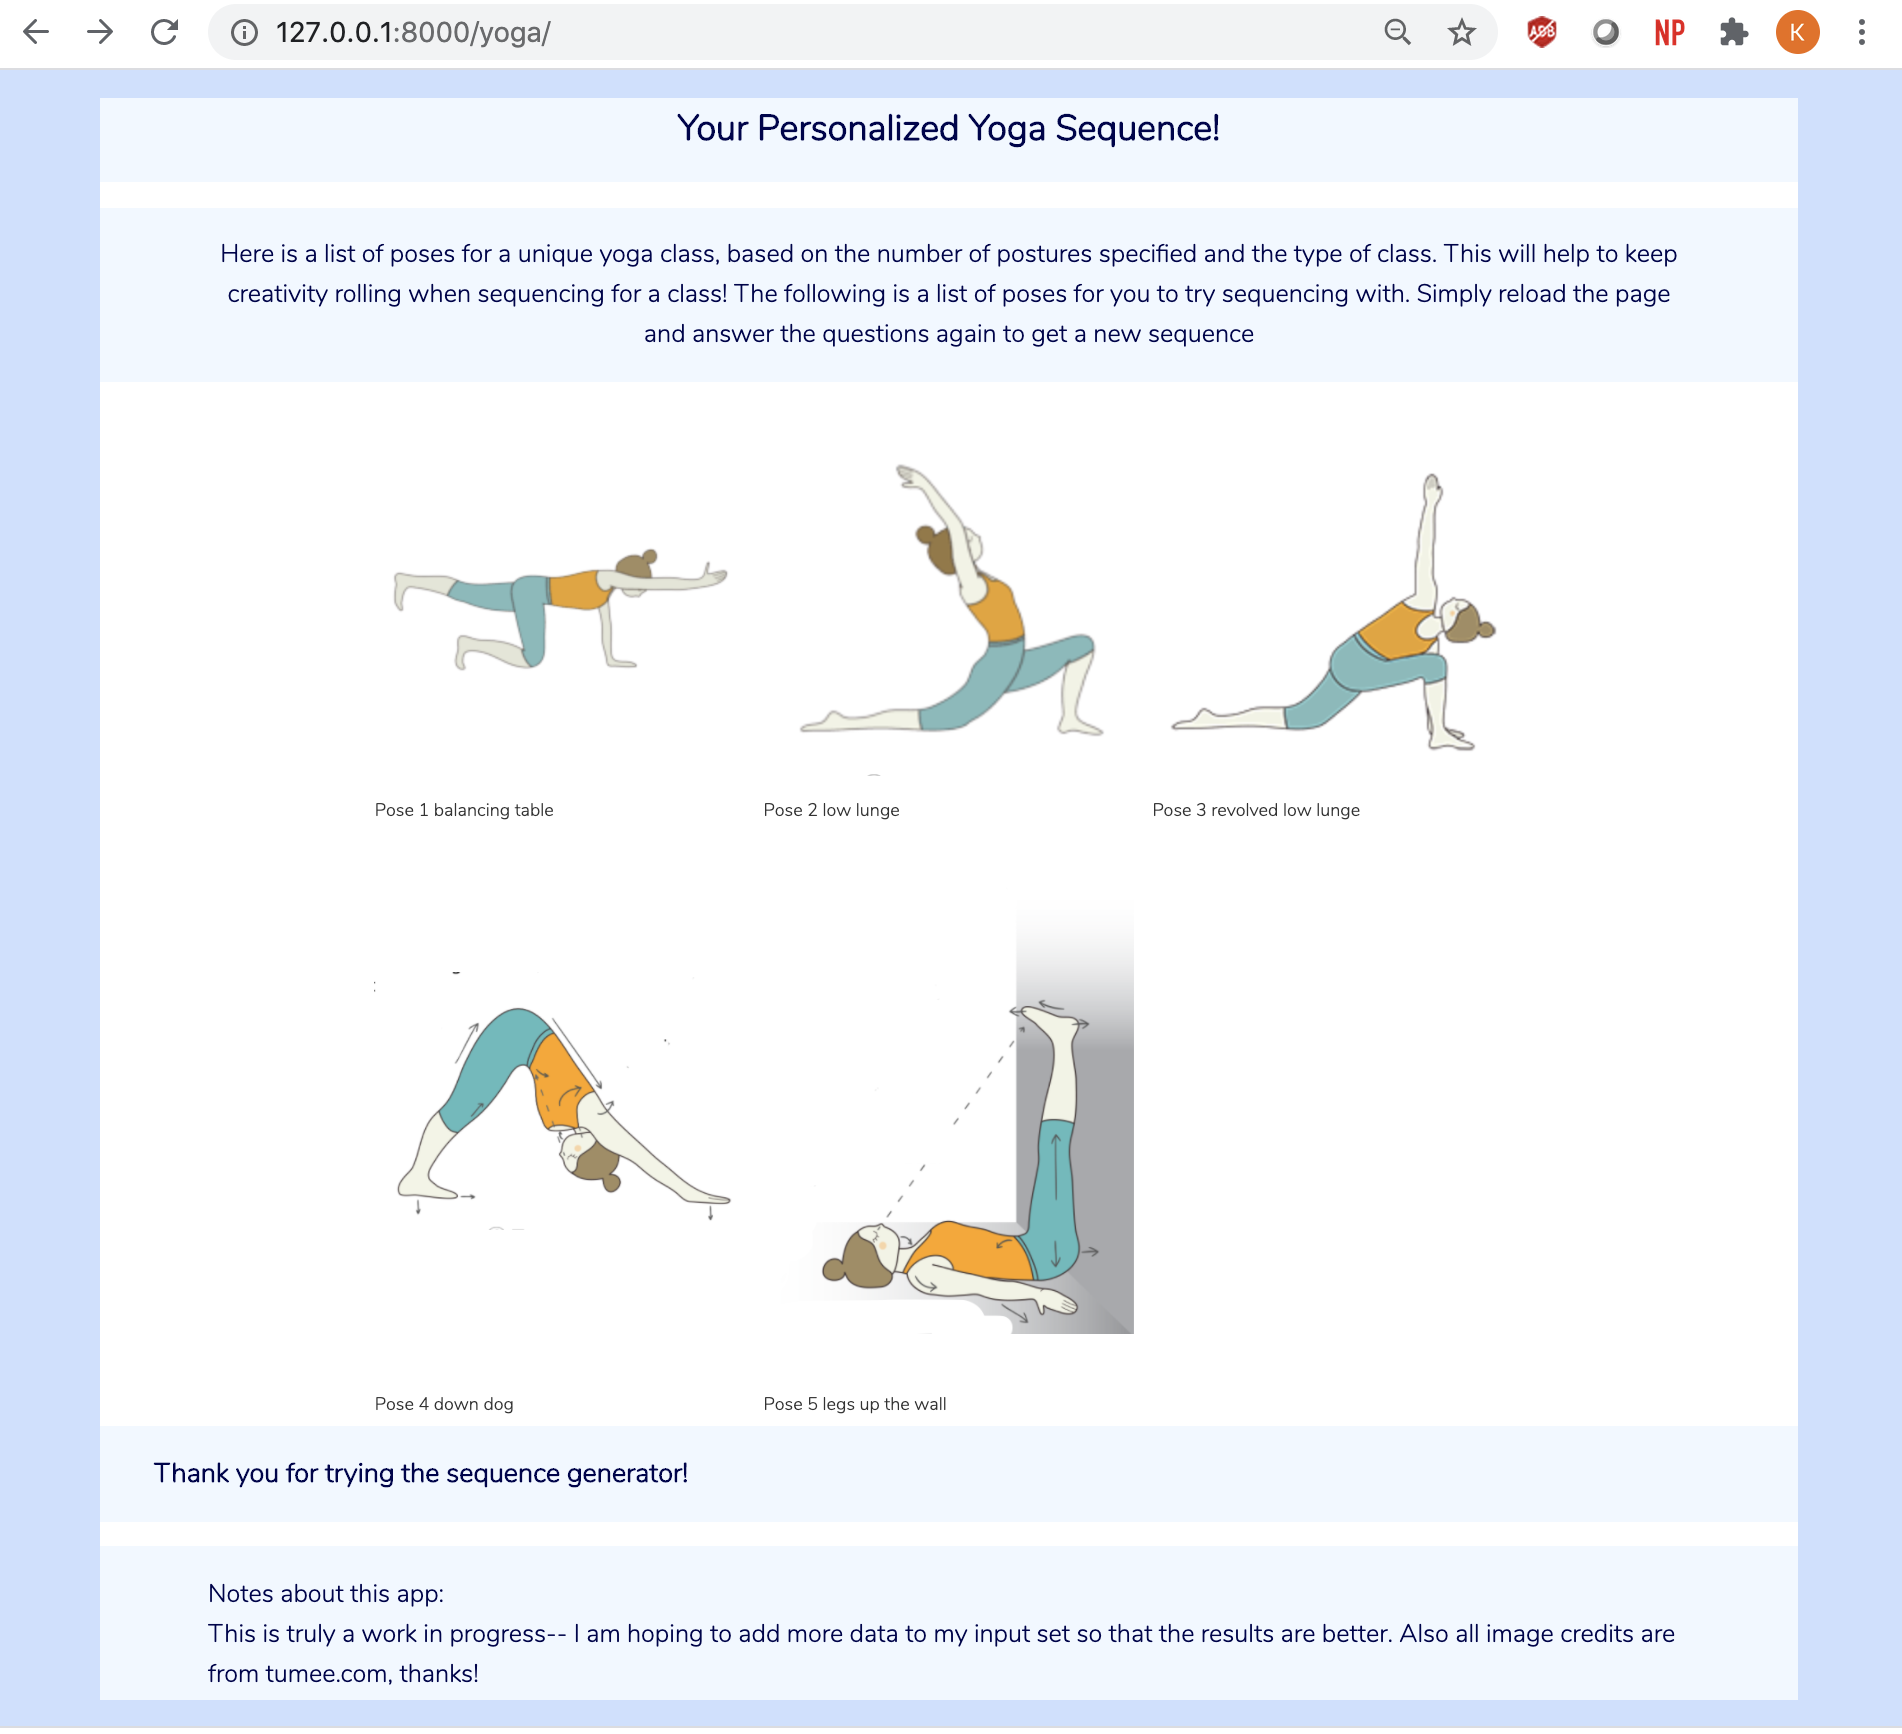 127.0.0.1:8000/yoga/
ABB
NP
K
Your Personalized Yoga Sequence!
Here is a list of poses for a unique yoga class, based on the number of postures specified and the type of class. This will help to keep
creativity rolling when sequencing for a class! The following is a list of poses for you to try sequencing with. Simply reload the page
and answer the questions again to get a new sequence
Pose 1 balancing table
Pose 2 low lunge
Pose 3 revolved low lunge
Pose 4 down dog
Pose 5 legs up the wall
Thank you for trying the sequence generator!
Notes about this app:
This is truly a work in progress-- I am hoping to add more data to my input set so that the results are better. Also all image credits are
from tumee.com, thanks!